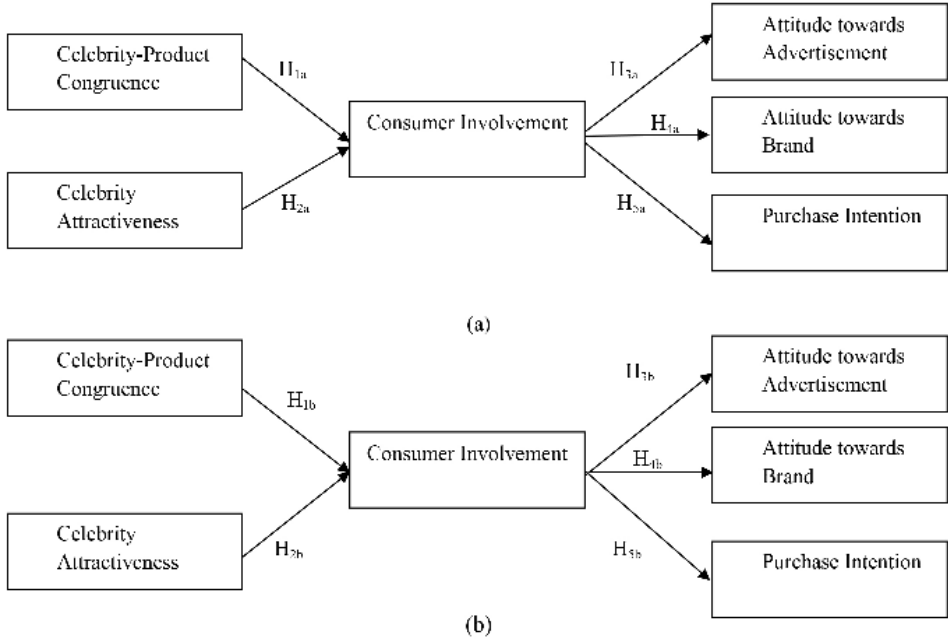 Celebrity-Product
Congruence
H1a
Celebrity
Attractiveness
H2a
Consumer Involvement
H3a
Attitude towards
Advertisement
H4a
Attitude towards
Brand
H5a
Purchase Intention
(a)
Celebrity-Product
Congruence
H1b
Celebrity
Attractiveness
H2b
Consumer Involvement
H3b
Attitude towards
Advertisement
H4b
Attitude towards
Brand
H5b
Purchase Intention
(b)